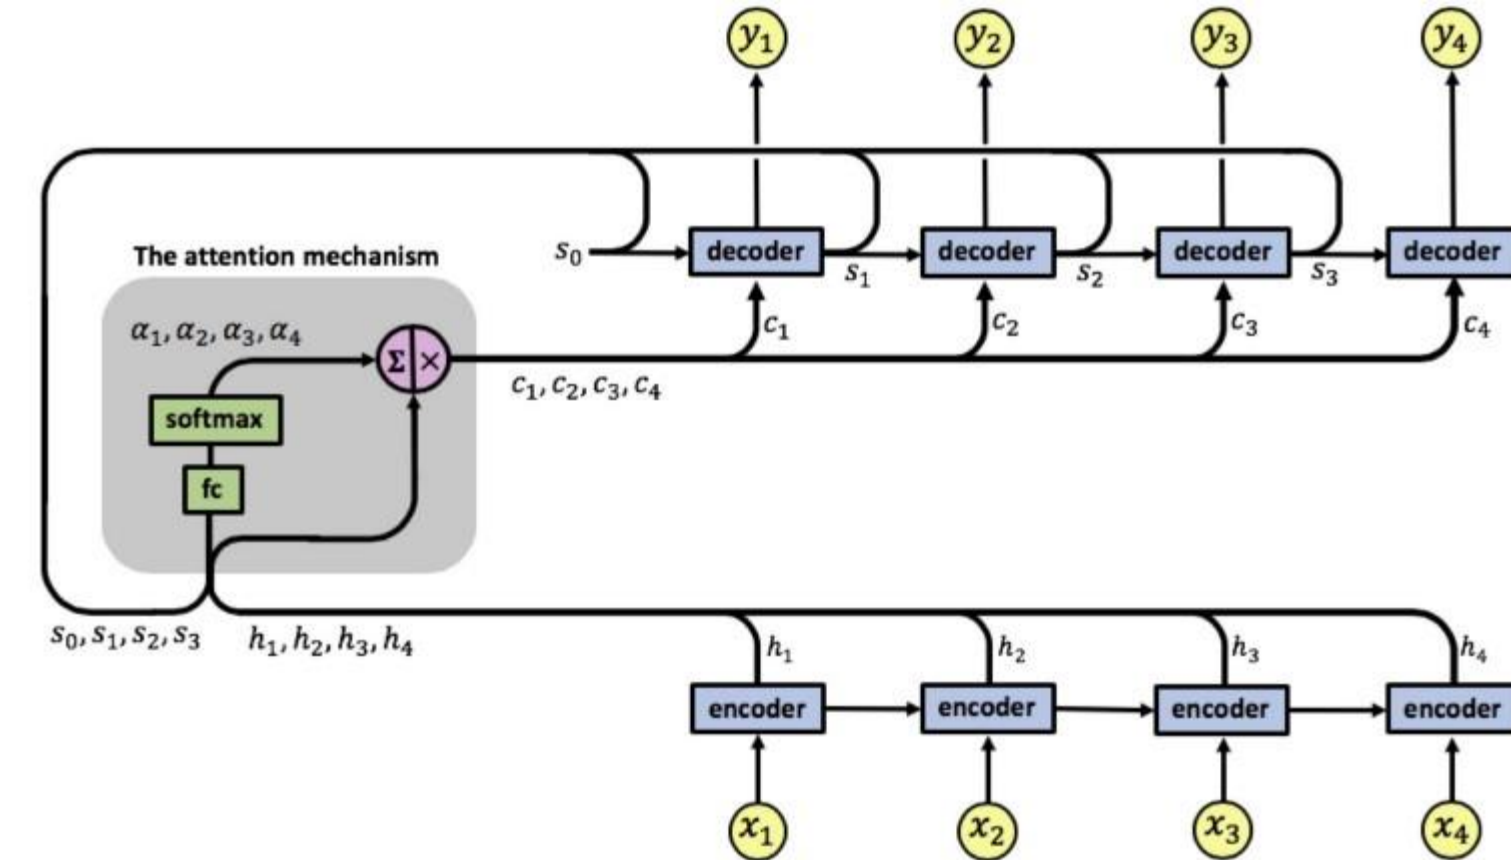 y₁ y₂ y₃ y₄
The attention mechanism
s₀ decoder decoder decoder decoder
s₁ s₂ s₃
α₁, α₂, α₃, α₄
c₁ c₂ c₃ c₄
Σ ×
c₁, c₂, c₃, c₄
softmax
fc
s₀, s₁, s₂, s₃ h₁, h₂, h₃, h₄
h₁ h₂ h₃ h₄
encoder encoder encoder encoder
x₁ x₂ x₃ x₄